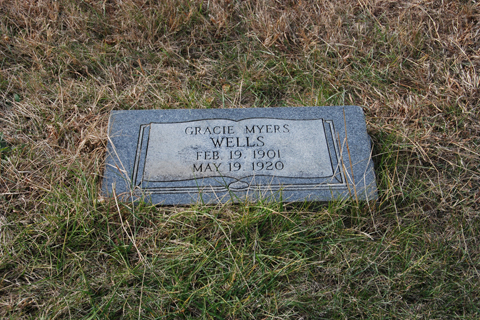 GRACIE MYERS
WELLS
FEB. 19. 1901
MAY 19. 1920